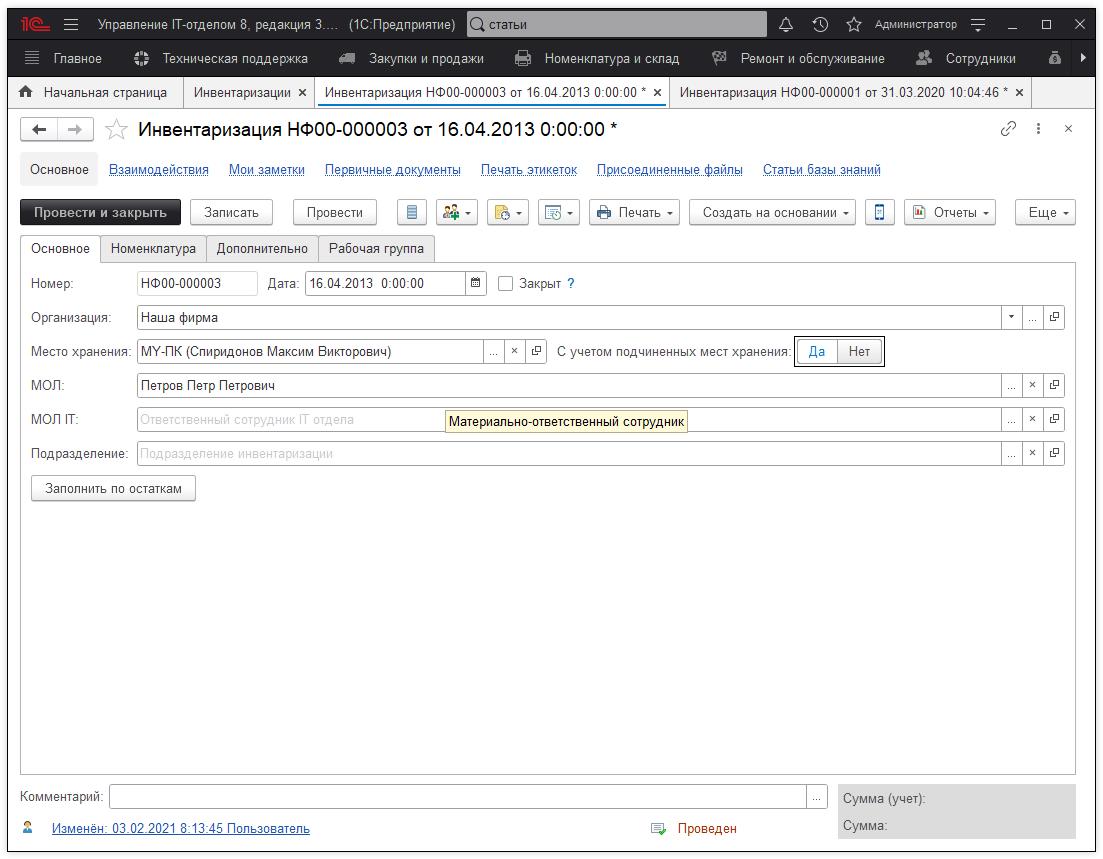 1С Управление IT-отделом 8, редакция 3.... (1С:Предприятие) статьи Администратор
Главное Техническая поддержка Закупки и продажи Номенклатура и склад Ремонт и обслуживание Сотрудники
Начальная страница Инвентаризации × Инвентаризация НФ00-000003 от 16.04.2013 0:00:00 * × Инвентаризация НФ00-000001 от 31.03.2020 10:04:46 * ×
Инвентаризация НФ00-000003 от 16.04.2013 0:00:00 *
Основное Взаимодействия Мои заметки Первичные документы Печать этикеток Присоединенные файлы Статьи базы знаний
Провести и закрыть Записать Провести Печать Создать на основании Отчеты Еще
Основное Номенклатура Дополнительно Рабочая группа
Номер: НФ00-000003 Дата: 16.04.2013 0:00:00 Закрыт ?
Организация: Наша фирма ...
Место хранения: MY-ПК (Спиридонов Максим Викторович) ... × С учетом подчиненных мест хранения: Да Нет
МОЛ: Петров Петр Петрович ... ×
МОЛ IT: Ответственный сотрудник IT отдела ... ×
Материально-ответственный сотрудник
Подразделение: Подразделение инвентаризации ... ×
Заполнить по остаткам
Комментарий: ...
Сумма (учет):
Сумма:
Изменён: 03.02.2021 8:13:45 Пользователь Проведен